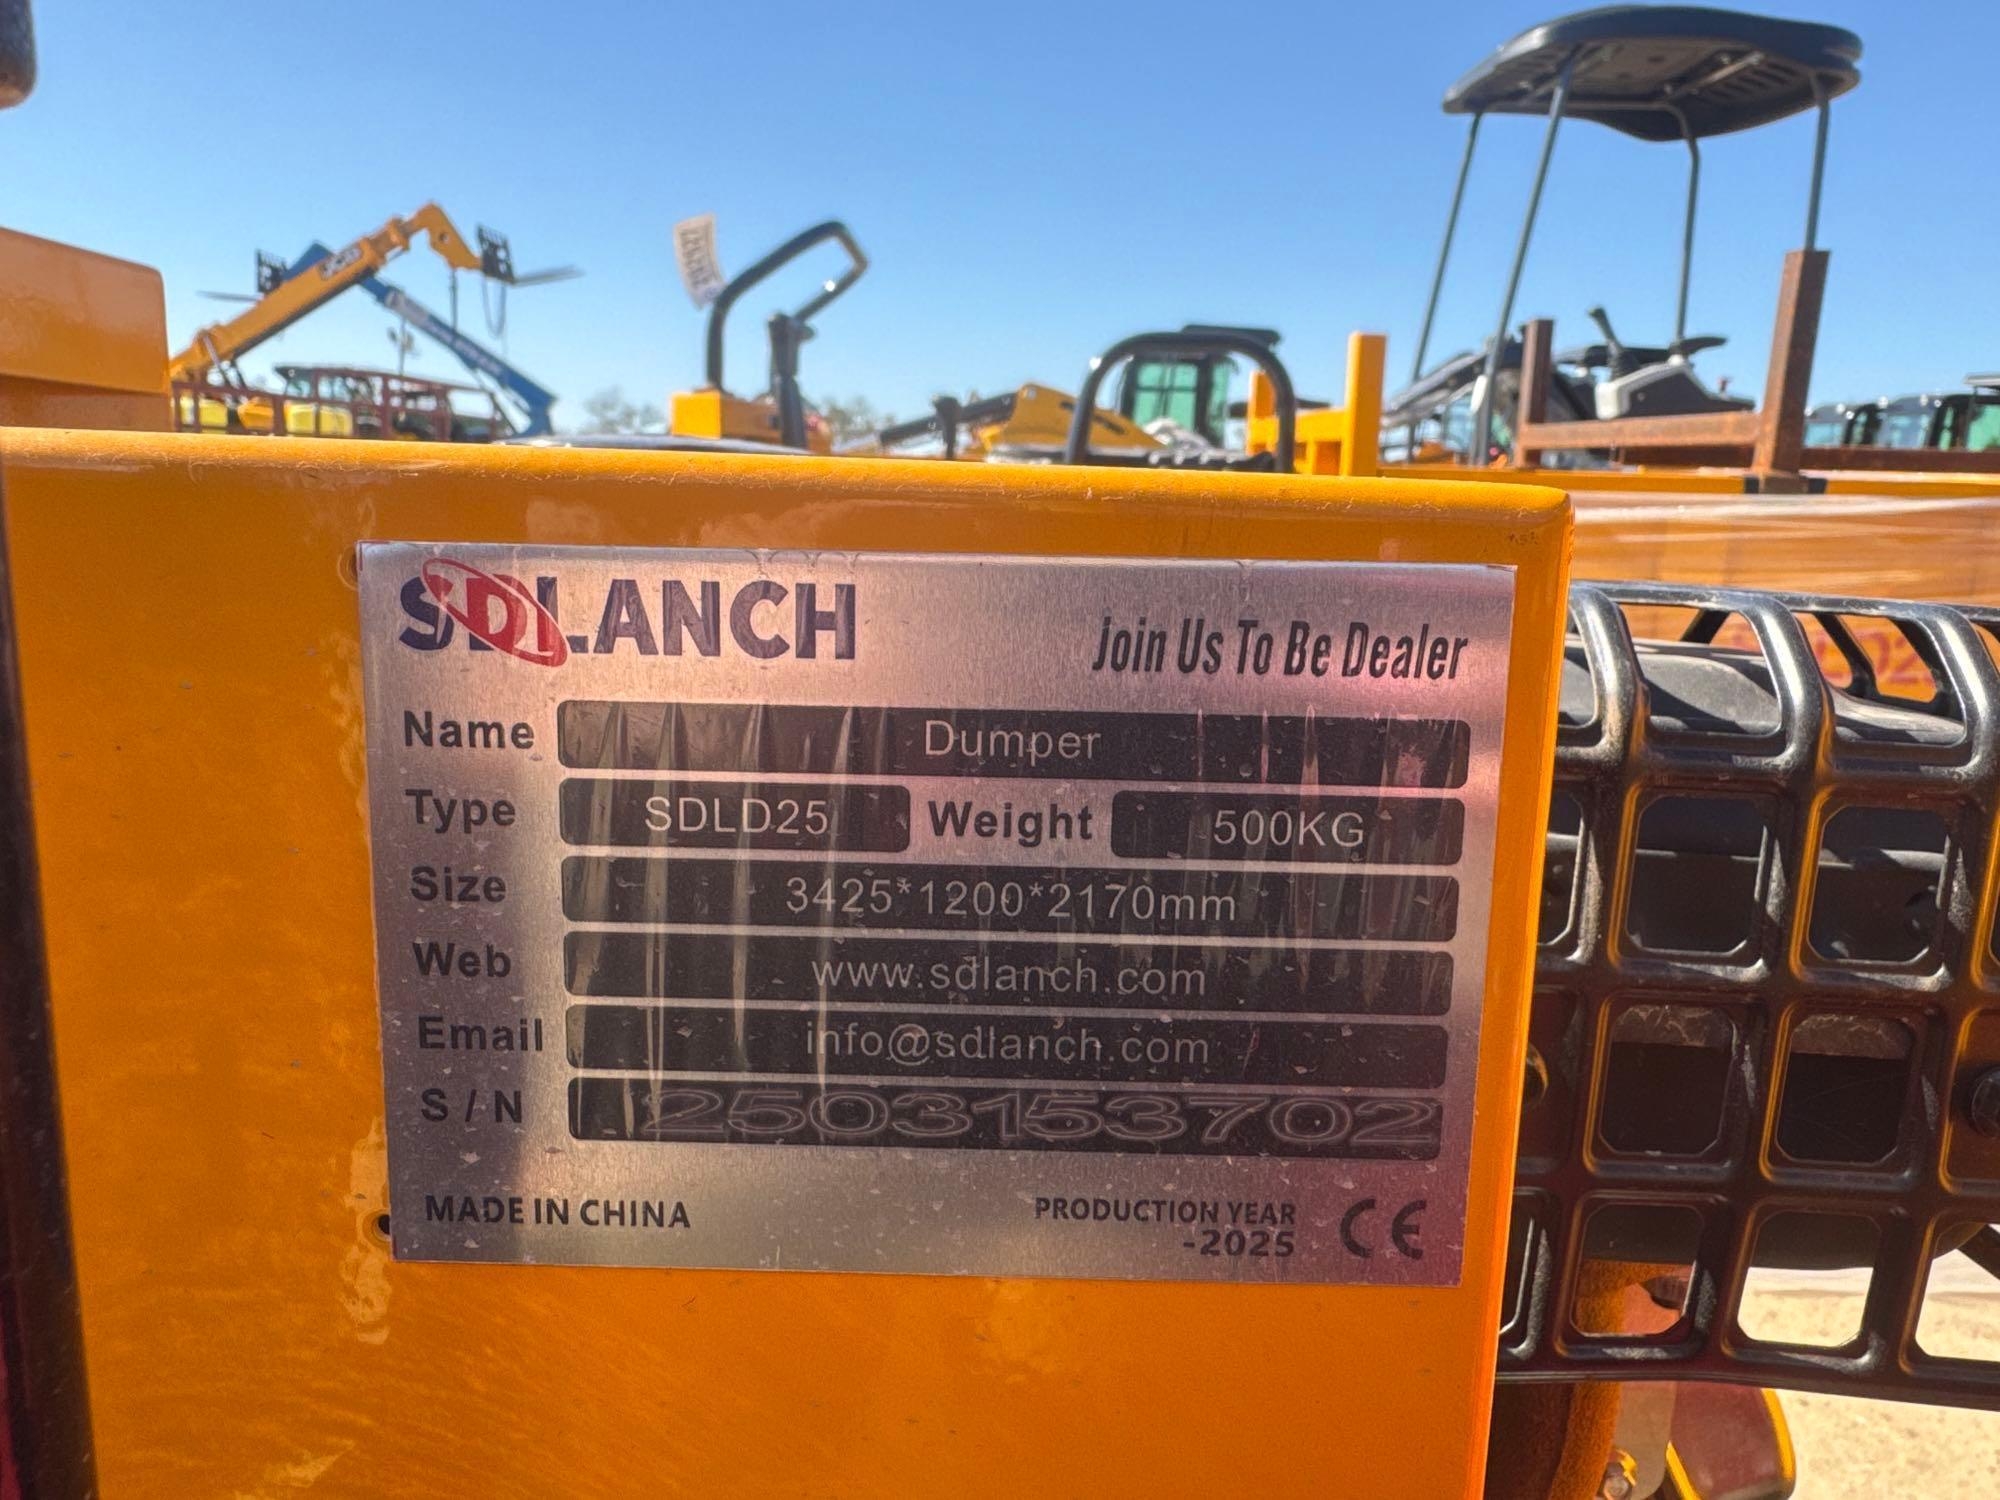 SDLANCH
Join Us To Be Dealer
Name Dumper
Type SDLD25 Weight 500KG
Size 3425*1200*2170mm
Web www.sdlanch.com
Email info@sdlanch.com
S/N 2503153702
MADE IN CHINA
PRODUCTION YEAR
-2025
CE
JCB